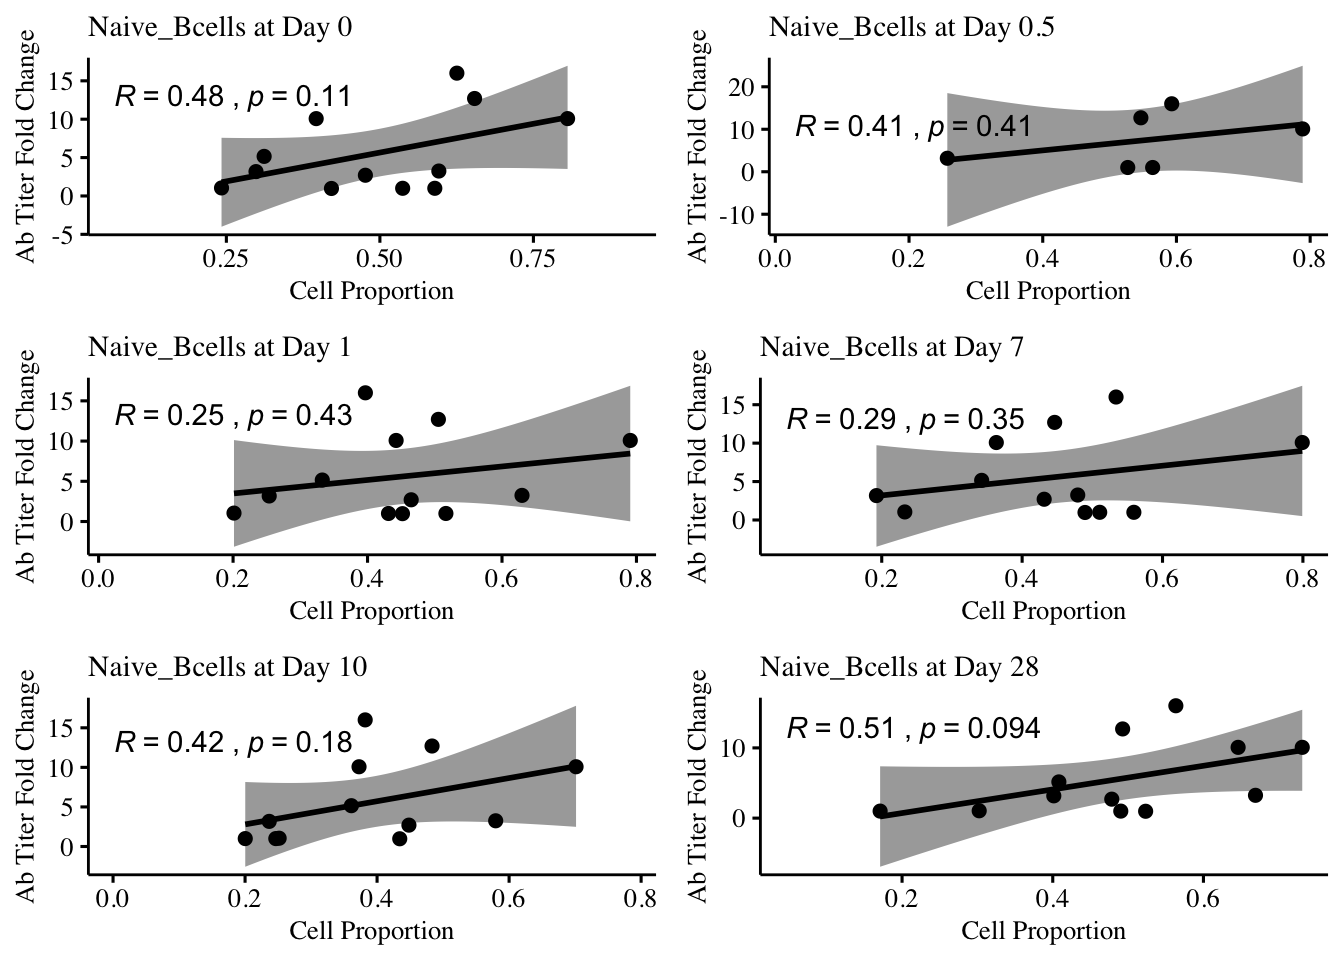 Naive_Bcells at Day 0
Ab Titer Fold Change
15
10
5
0
-5
R = 0.48 , p = 0.11
0.25 0.50 0.75
Cell Proportion
Naive_Bcells at Day 0.5
Ab Titer Fold Change
20
10
0
-10
R = 0.41 , p = 0.41
0.0 0.2 0.4 0.6 0.8
Cell Proportion
Naive_Bcells at Day 1
Ab Titer Fold Change
15
10
5
0
R = 0.25 , p = 0.43
0.0 0.2 0.4 0.6 0.8
Cell Proportion
Naive_Bcells at Day 7
Ab Titer Fold Change
15
10
5
0
R = 0.29 , p = 0.35
0.2 0.4 0.6 0.8
Cell Proportion
Naive_Bcells at Day 10
Ab Titer Fold Change
15
10
5
0
R = 0.42 , p = 0.18
0.0 0.2 0.4 0.6 0.8
Cell Proportion
Naive_Bcells at Day 28
Ab Titer Fold Change
10
0
R = 0.51 , p = 0.094
0.2 0.4 0.6
Cell Proportion